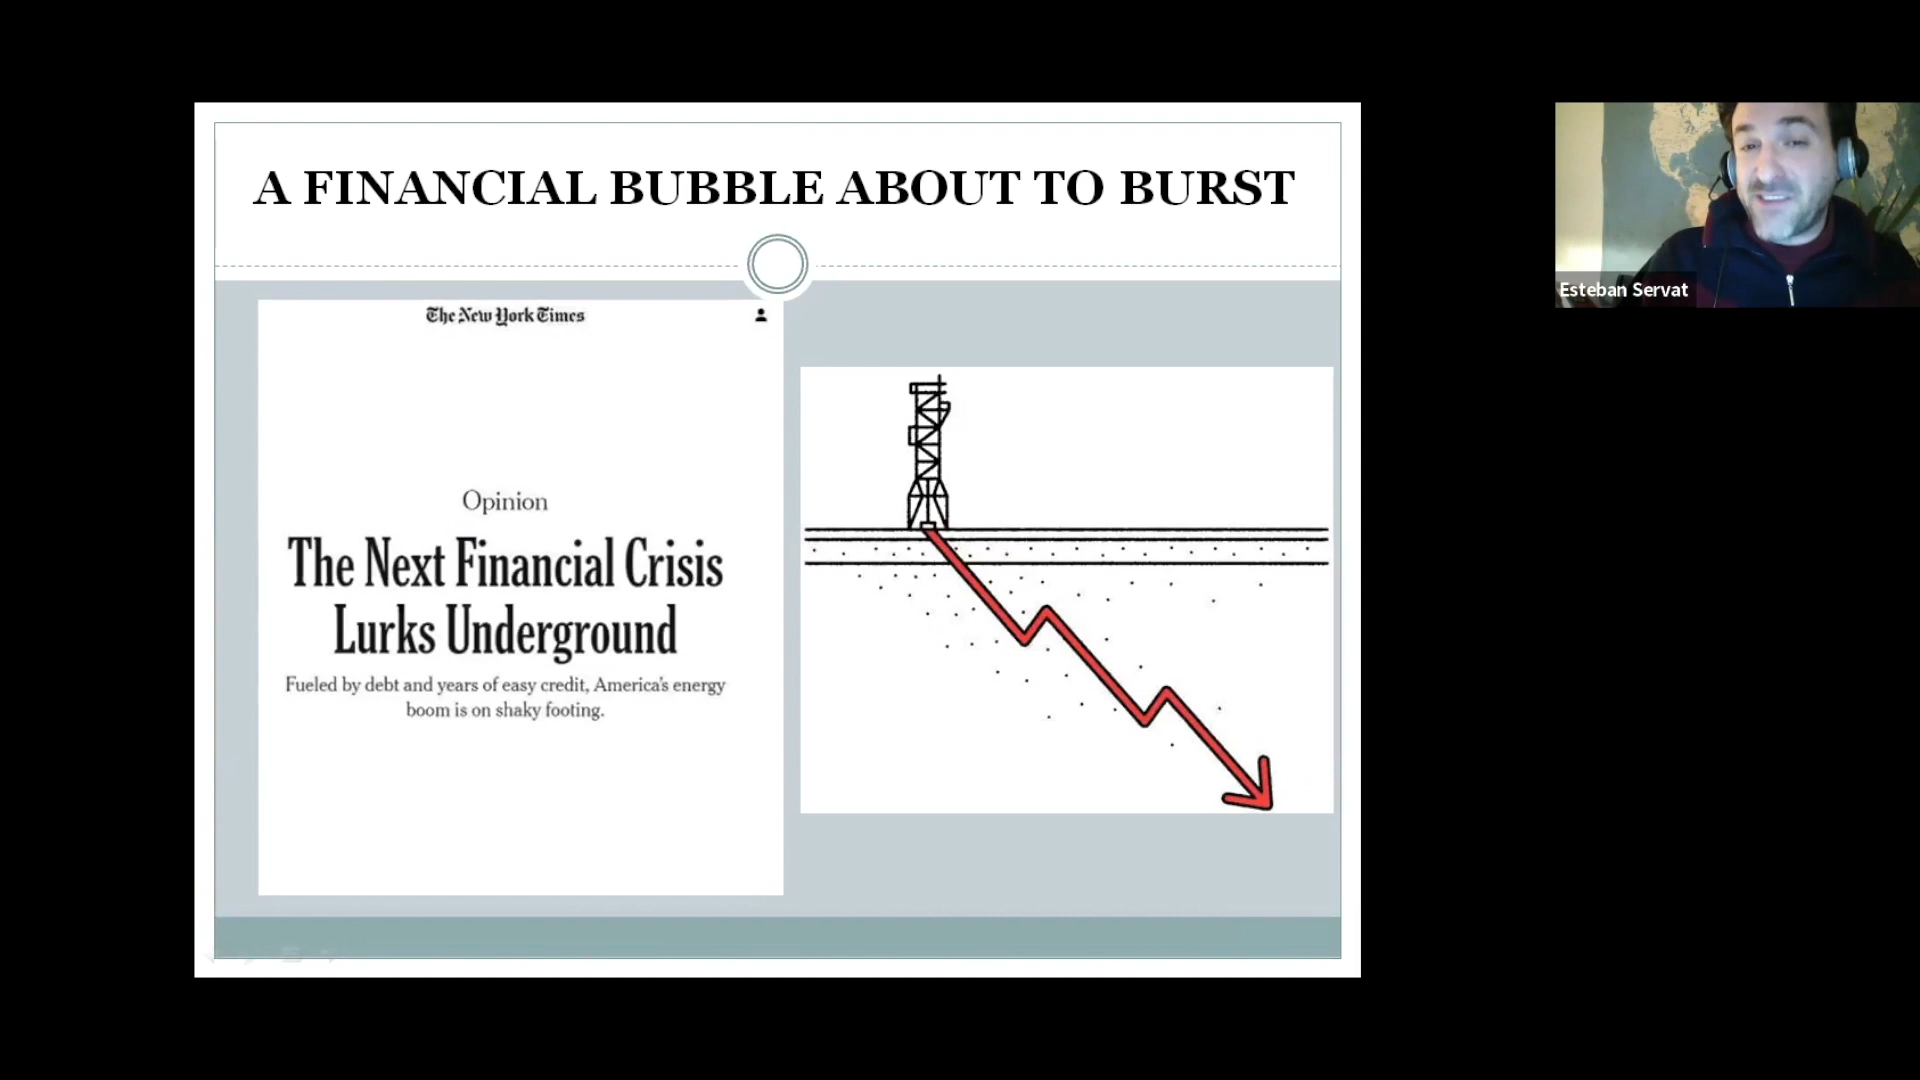 A FINANCIAL BUBBLE ABOUT TO BURST
The New York Times
Opinion
The Next Financial Crisis
Lurks Underground
Fueled by debt and years of easy credit, America's energy
boom is on shaky footing.
Esteban Servat